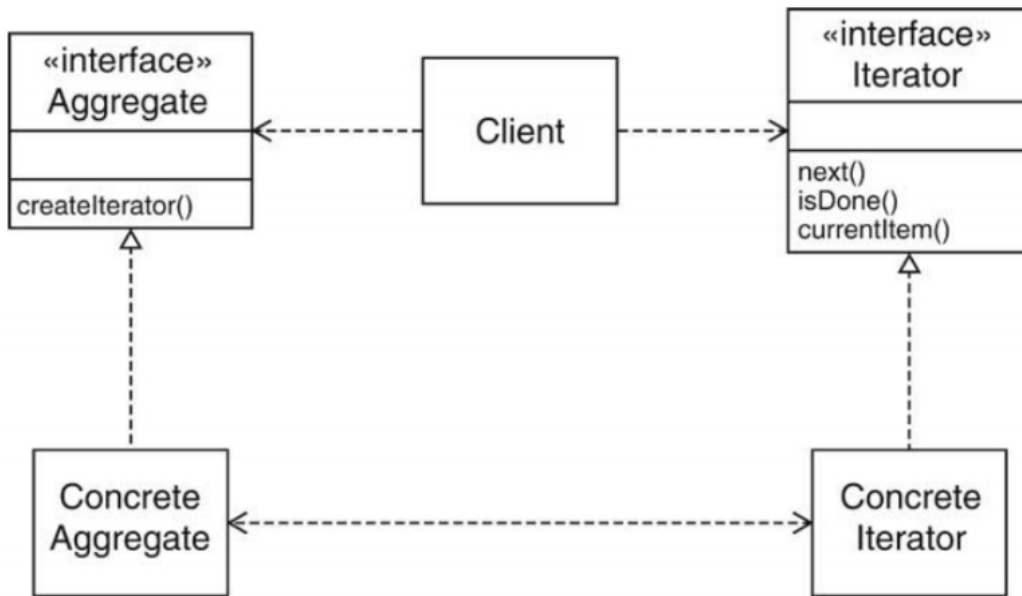 «interface»
Aggregate
createIterator()
Client
«interface»
Iterator
next()
isDone()
currentItem()
Concrete
Aggregate
Concrete
Iterator